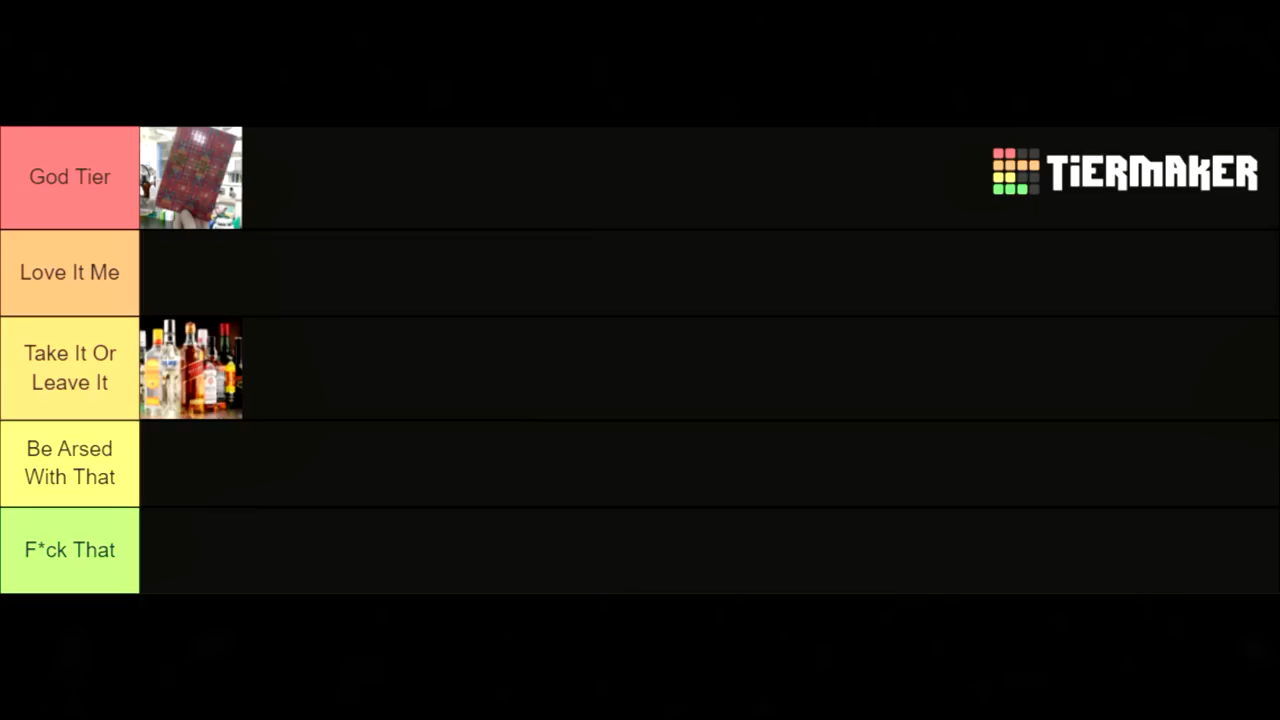 God Tier
TiERMAKER
Love It Me
Take It Or
Leave It
Be Arsed
With That
F*ck That